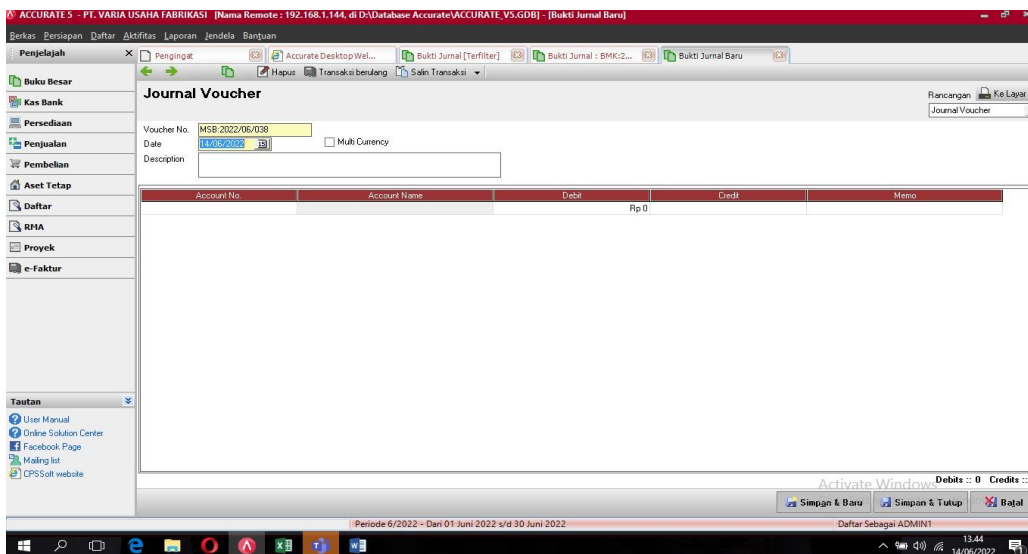 ACCURATE 5 - PT. VARIA USAHA FABRIKASI [Nama Remote : 192.168.1.144, di D:\Database Accurate\ACCURATE_V5.GDB] - [Bukti Jurnal Baru]
Berkas Persiapan Daftar Aktifitas Laporan Jendela Bantuan
Penjelajah
Pengingat
Accurate Desktop Wel...
Bukti Jurnal [Terfilter]
Bukti Jurnal : BMK:2...
Bukti Jurnal Baru
Hapus Transaksi berulang Salin Transaksi
Buku Besar
Kas Bank
Persediaan
Penjualan
Pembelian
Aset Tetap
Daftar
RMA
Proyek
e-Faktur
Journal Voucher
Rancangan Ke Layar
Journal Voucher
Voucher No. MSB:2022/06/038
Date 14/06/2022 15 Multi Currency
Description
Account No. Account Name Debit Credit Memo
Rp 0
Tautan
User Manual
Online Solution Center
Facebook Page
Mailing list
CPSSoft website
Activate Windows
Debits :: 0 Credits ::
Simpan & Baru Simpan & Tutup Batal
Periode 6/2022 - Dari 01 Juni 2022 s/d 30 Juni 2022 Daftar Sebagai ADMIN1
13.44
14/06/2022